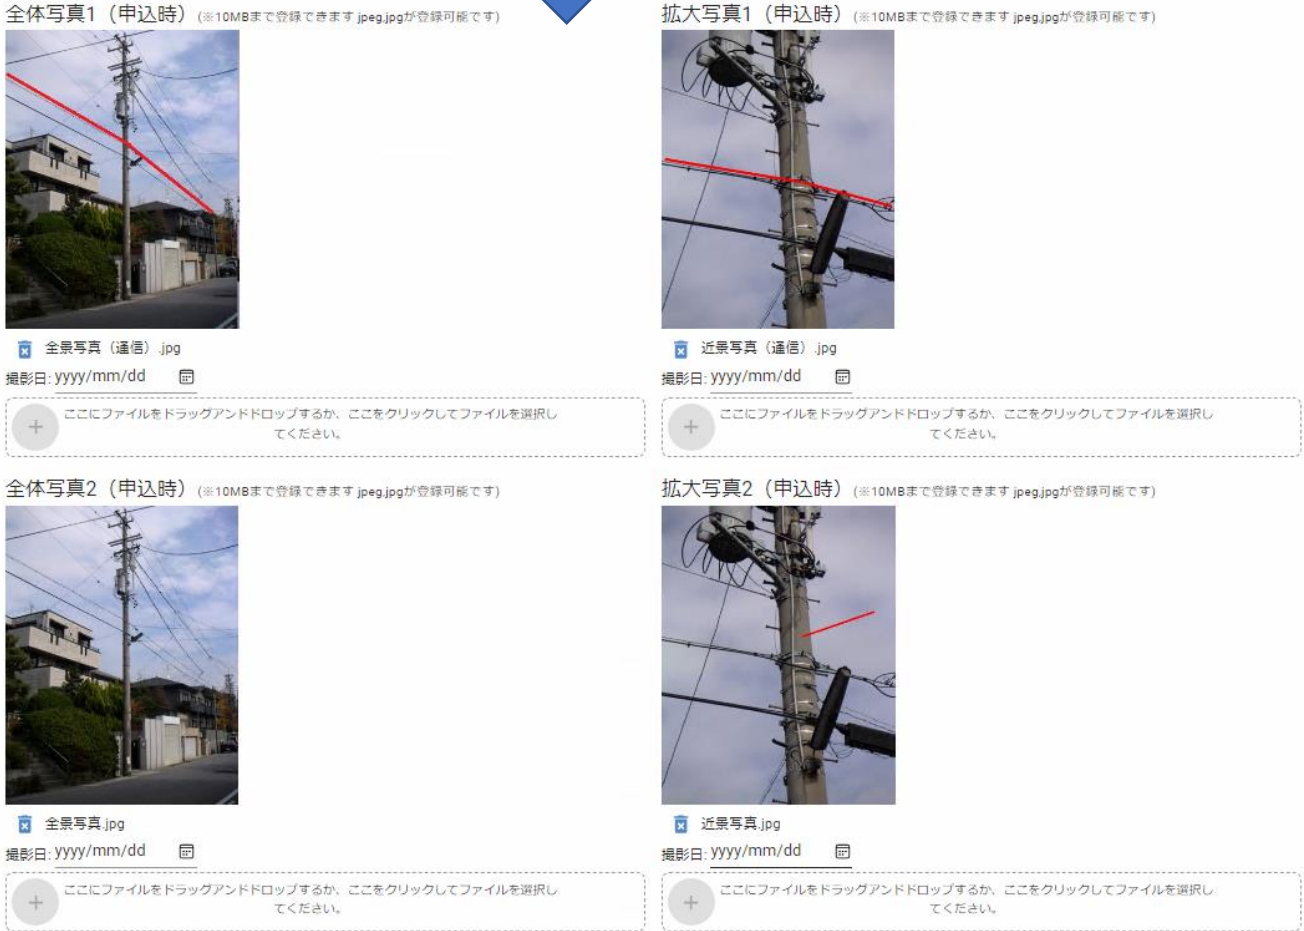 全体写真1（申込時）(※10MBまで登録できます jpeg,jpgが登録可能です)
拡大写真1（申込時）(※10MBまで登録できます jpeg,jpgが登録可能です)
全景写真（通信）.jpg
近景写真（通信）.jpg
撮影日: yyyy/mm/dd
撮影日: yyyy/mm/dd
ここにファイルをドラッグアンドドロップするか、ここをクリックしてファイルを選択し
てください。
ここにファイルをドラッグアンドドロップするか、ここをクリックしてファイルを選択し
てください。
全体写真2（申込時）(※10MBまで登録できます jpeg,jpgが登録可能です)
拡大写真2（申込時）(※10MBまで登録できます jpeg,jpgが登録可能です)
全景写真.jpg
近景写真.jpg
撮影日: yyyy/mm/dd
撮影日: yyyy/mm/dd
ここにファイルをドラッグアンドドロップするか、ここをクリックしてファイルを選択し
てください。
ここにファイルをドラッグアンドドロップするか、ここをクリックしてファイルを選択し
てください。